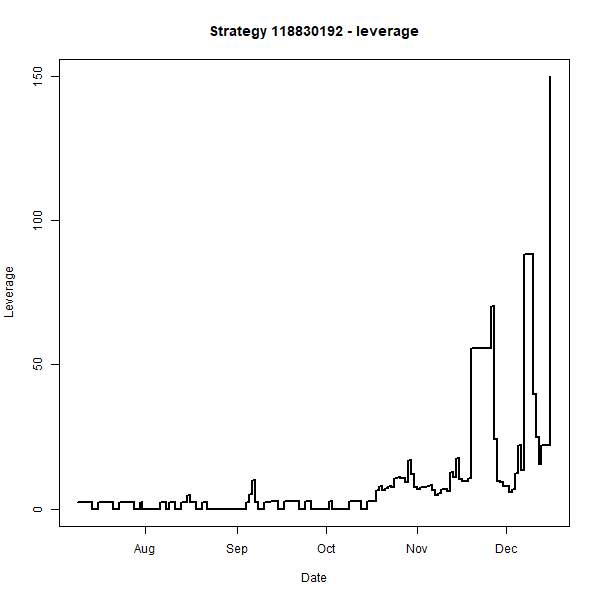 Strategy 118830192 - leverage
Leverage
150
100
50
0
Aug Sep Oct Nov Dec
Date